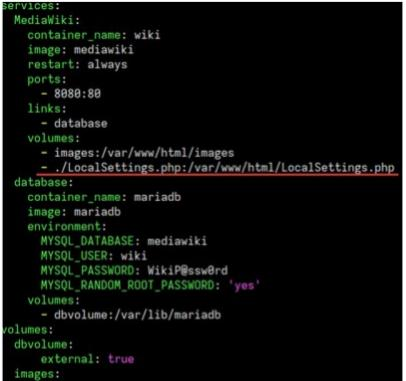 services:
  MediaWiki:
    container_name: wiki
    image: mediawiki
    restart: always
    ports:
      - 8080:80
    links:
      - database
    volumes:
      - images:/var/www/html/images
      - ./LocalSettings.php:/var/www/html/LocalSettings.php
  database:
    container_name: mariadb
    image: mariadb
    environment:
      MYSQL_DATABASE: mediawiki
      MYSQL_USER: wiki
      MYSQL_PASSWORD: WikiP@ssw0rd
      MYSQL_RANDOM_ROOT_PASSWORD: 'yes'
    volumes:
      - dbvolume:/var/lib/mariadb
volumes:
  dbvolume:
      external: true
  images: